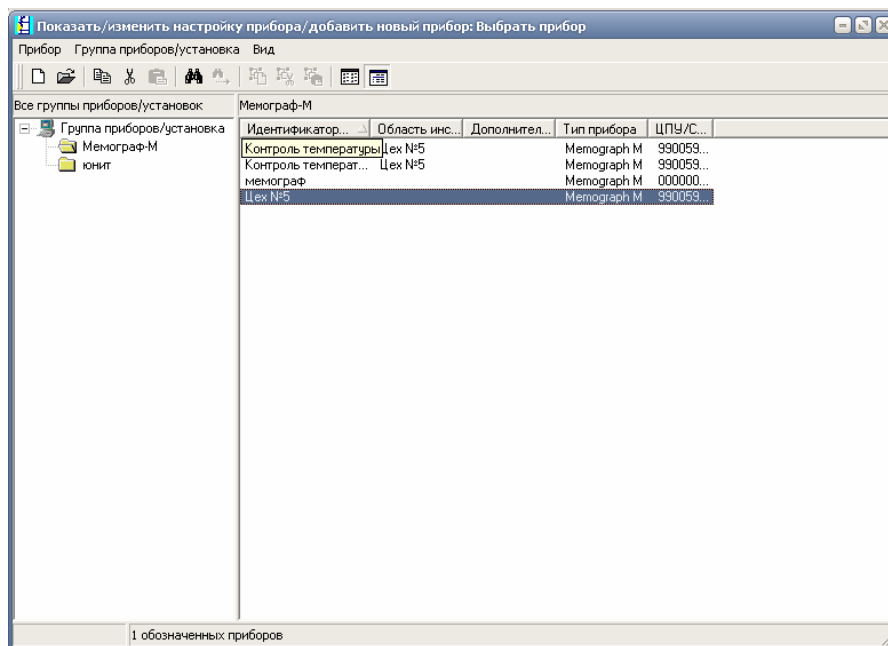 Показать/изменить настройку прибора/добавить новый прибор: Выбрать прибор
Прибор Группа приборов/установка Вид
Все группы приборов/установок Мемограф-М
Группа приборов/установка
Мемограф-М
юнит
Идентификатор... Область инс... Дополнител... Тип прибора ЦПУ/С...
Контроль температуры Цех №5 Memograph M 990059...
Контроль температ... Цех №5 Memograph M 990059...
мемограф Memograph M 000000...
Цех №5 Memograph M 990059...
1 обозначенных приборов